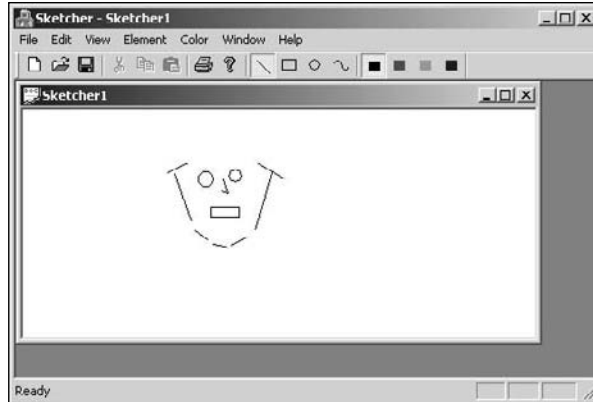 Sketcher - Sketcher1
File Edit View Element Color Window Help
Sketcher1
Ready